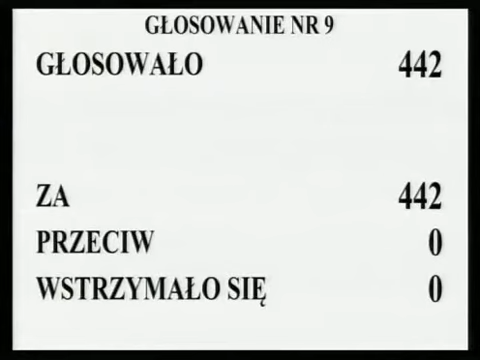 GŁOSOWANIE NR 9
GŁOSOWAŁO 442
ZA 442
PRZECIW 0
WSTRZYMAŁO SIĘ 0